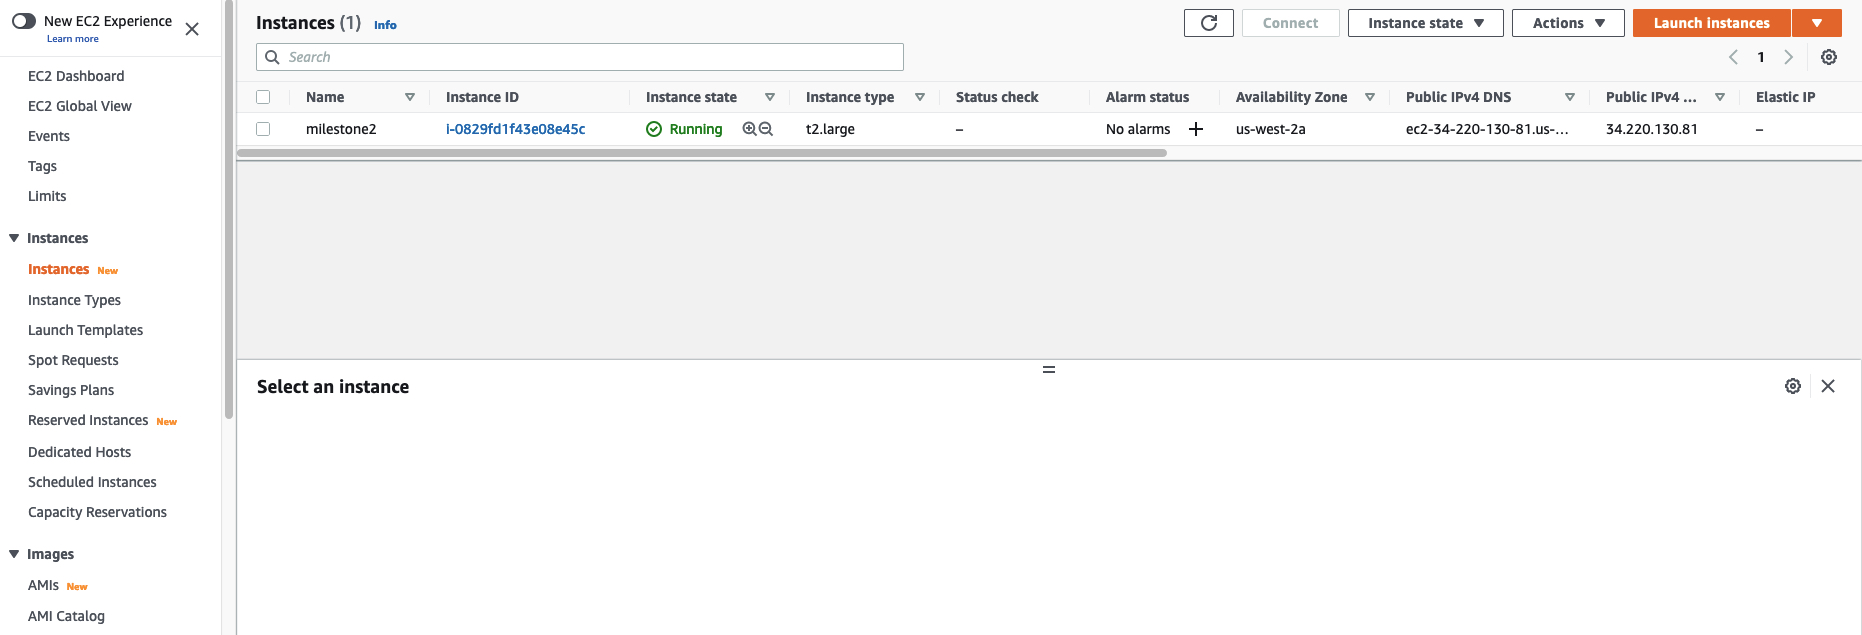 New EC2 Experience
Learn more
EC2 Dashboard
EC2 Global View
Events
Tags
Limits
Instances
Instances New
Instance Types
Launch Templates
Spot Requests
Savings Plans
Reserved Instances New
Dedicated Hosts
Scheduled Instances
Capacity Reservations
Images
AMIs New
AMI Catalog
Instances (1) Info
Connect
Instance state
Actions
Launch instances
Search
1
Name Instance ID Instance state Instance type Status check Alarm status Availability Zone Public IPv4 DNS Public IPv4 ... Elastic IP
milestone2 i-0829fd1f43e08e45c Running t2.large – No alarms + us-west-2a ec2-34-220-130-81.us-... 34.220.130.81 –
Select an instance